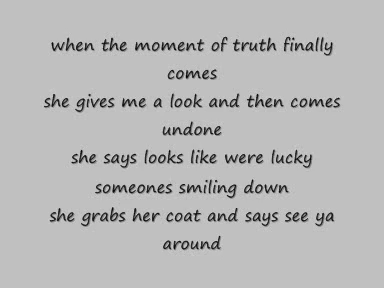 when the moment of truth finally
comes
she gives me a look and then comes
undone
she says looks like were lucky
someones smiling down
she grabs her coat and says see ya
around